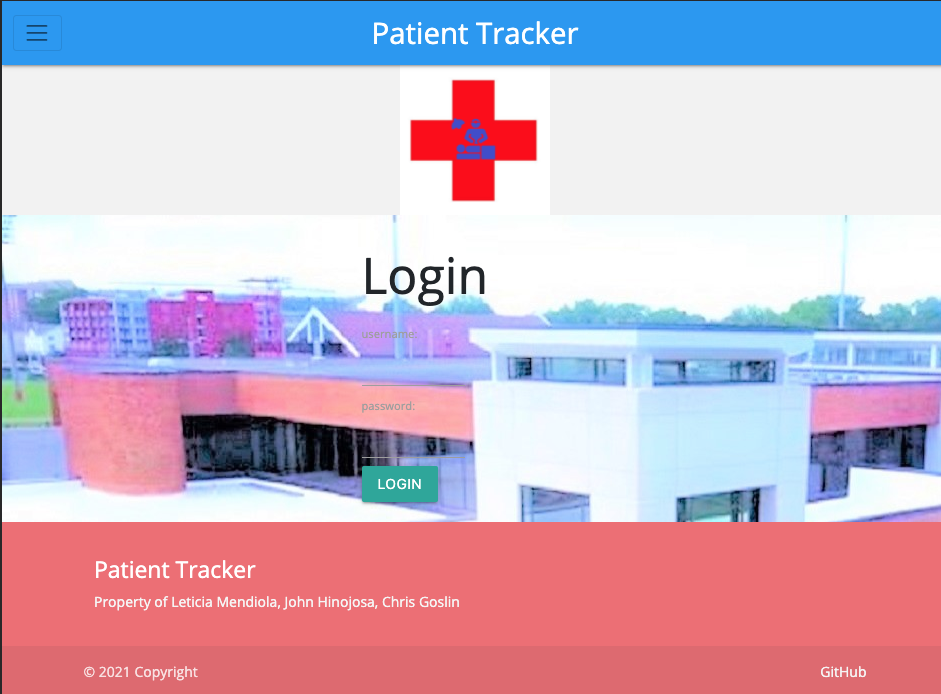 Patient Tracker
Login
username:
password:
LOGIN
Patient Tracker
Property of Leticia Mendiola, John Hinojosa, Chris Goslin
© 2021 Copyright
GitHub